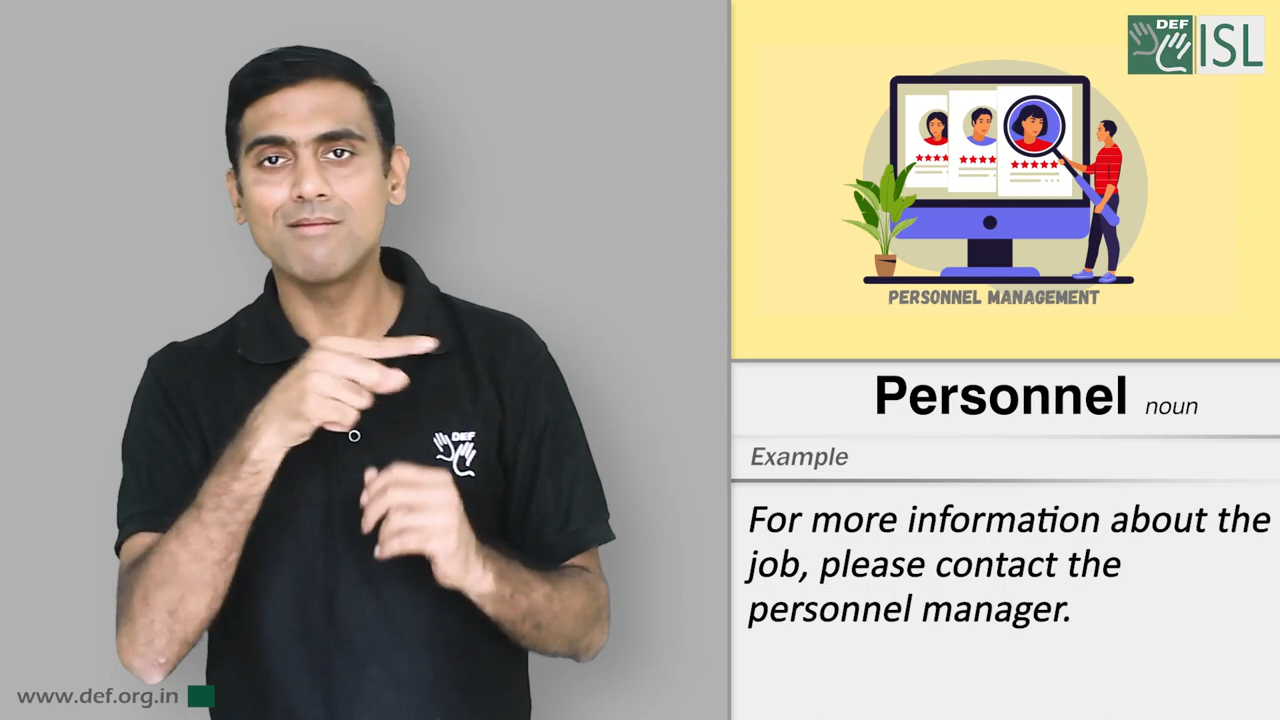 DEF
ISL
PERSONNEL MANAGEMENT
Personnel noun
Example
DEF
For more information about the
job, please contact the
personnel manager.
www.def.org.in